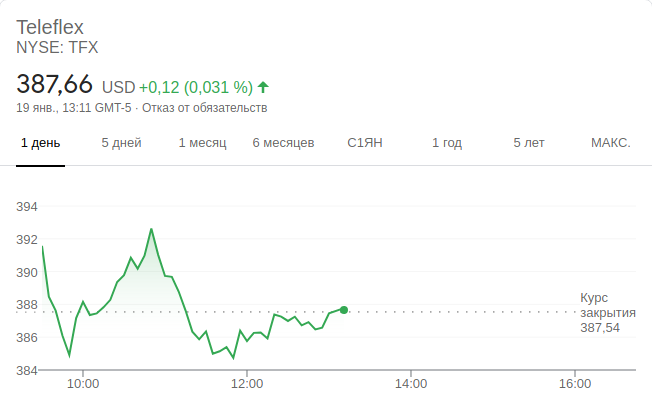 Teleflex
NYSE: TFX
387,66 USD +0,12 (0,031 %)
19 янв., 13:11 GMT-5 · Отказ от обязательств
1 день 5 дней 1 месяц 6 месяцев С1ЯН 1 год 5 лет МАКС.
394
392
390
388
386
384
Курс
закрытия
387,54
10:00 12:00 14:00 16:00